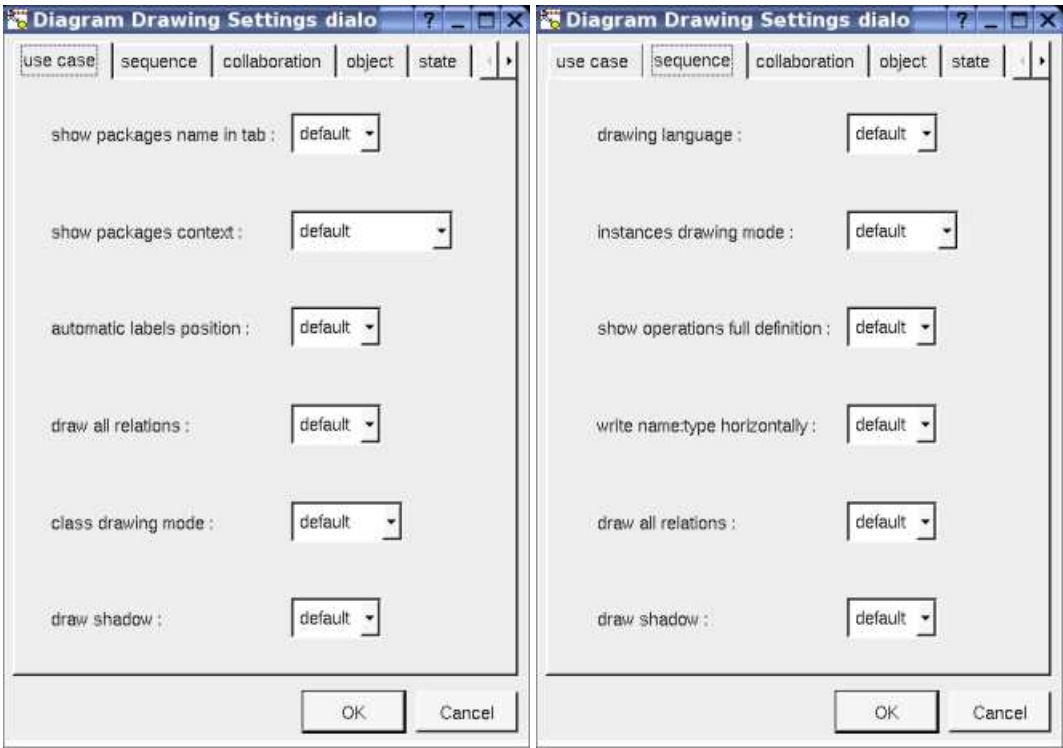 Diagram Drawing Settings dialo
use case sequence collaboration object state
show packages name in tab : default
show packages context : default
automatic labels position : default
draw all relations : default
class drawing mode : default
draw shadow : default
OK Cancel
Diagram Drawing Settings dialo
use case sequence collaboration object state
drawing language : default
instances drawing mode : default
show operations full definition : default
write name:type horizontally : default
draw all relations : default
draw shadow : default
OK Cancel